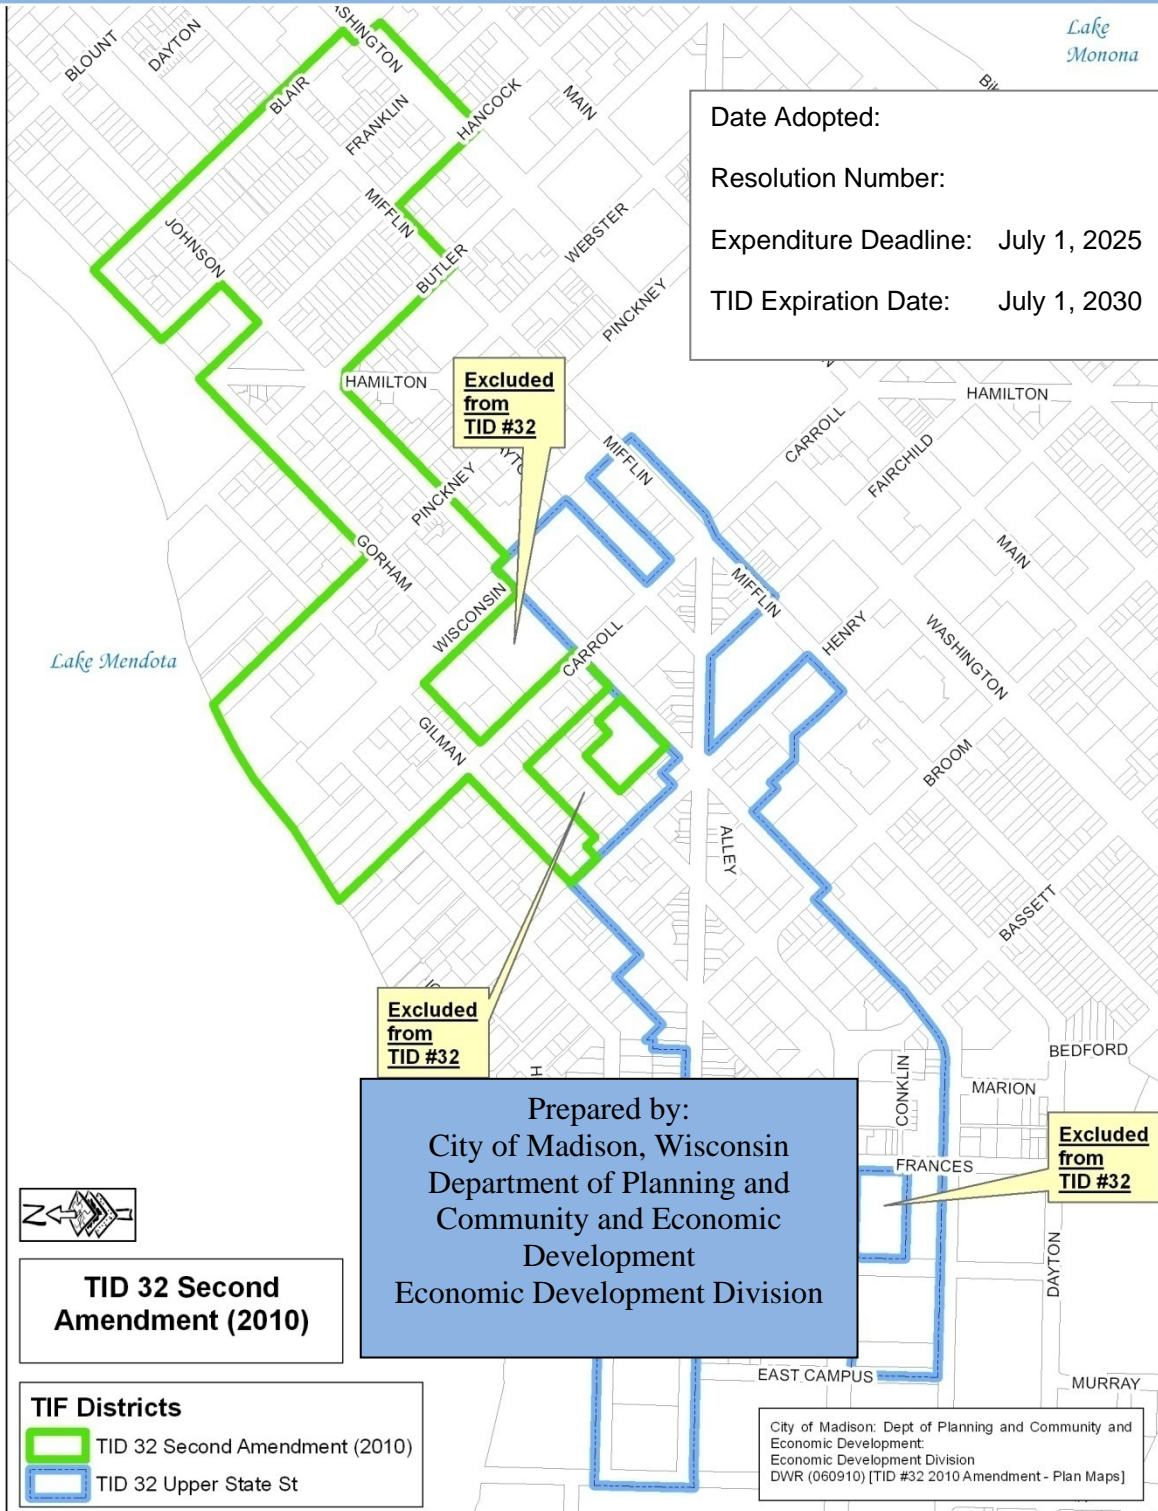 Lake
Monona
BLOUNT
DAYTON
BLAIR
FRANKLIN
HANCOCK
MAIN
Date Adopted:
Resolution Number:
Expenditure Deadline: July 1, 2025
TID Expiration Date: July 1, 2030
MIFFLIN
JOHNSON
BUTLER
WEBSTER
PINCKNEY
HAMILTON
Excluded
from
TID #32
HAMILTON
CARROLL
FAIRCHILD
MIFFLIN
PINCKNEY
GORHAM
MAIN
MIFFLIN
WISCONSIN
CARROLL
HENRY
WASHINGTON
Lake Mendota
GILMAN
BROOM
ALLEY
BASSETT
Excluded
from
TID #32
BEDFORD
CONKLIN
MARION
Prepared by:
City of Madison, Wisconsin
Department of Planning and
Community and Economic
Development
Economic Development Division
FRANCES
Excluded
from
TID #32
N
DAYTON
TID 32 Second
Amendment (2010)
EAST CAMPUS
MURRAY
TIF Districts
TID 32 Second Amendment (2010)
TID 32 Upper State St
City of Madison: Dept of Planning and Community and
Economic Development:
Economic Development Division
DWR (060910) [TID #32 2010 Amendment - Plan Maps]